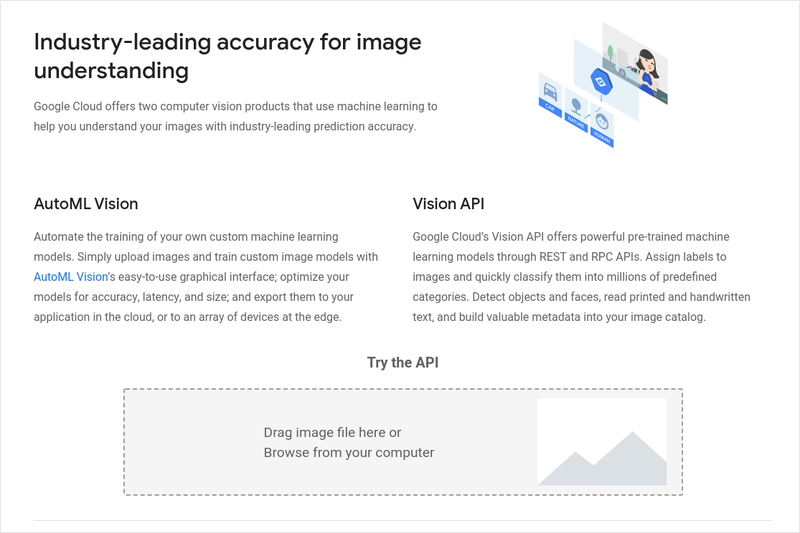 Industry-leading accuracy for image
understanding
Google Cloud offers two computer vision products that use machine learning to
help you understand your images with industry-leading prediction accuracy.
CAR
NATURE
HUMAN
AutoML Vision
Automate the training of your own custom machine learning
models. Simply upload images and train custom image models with
AutoML Vision's easy-to-use graphical interface; optimize your
models for accuracy, latency, and size; and export them to your
application in the cloud, or to an array of devices at the edge.
Vision API
Google Cloud's Vision API offers powerful pre-trained machine
learning models through REST and RPC APIs. Assign labels to
images and quickly classify them into millions of predefined
categories. Detect objects and faces, read printed and handwritten
text, and build valuable metadata into your image catalog.
Try the API
Drag image file here or
Browse from your computer